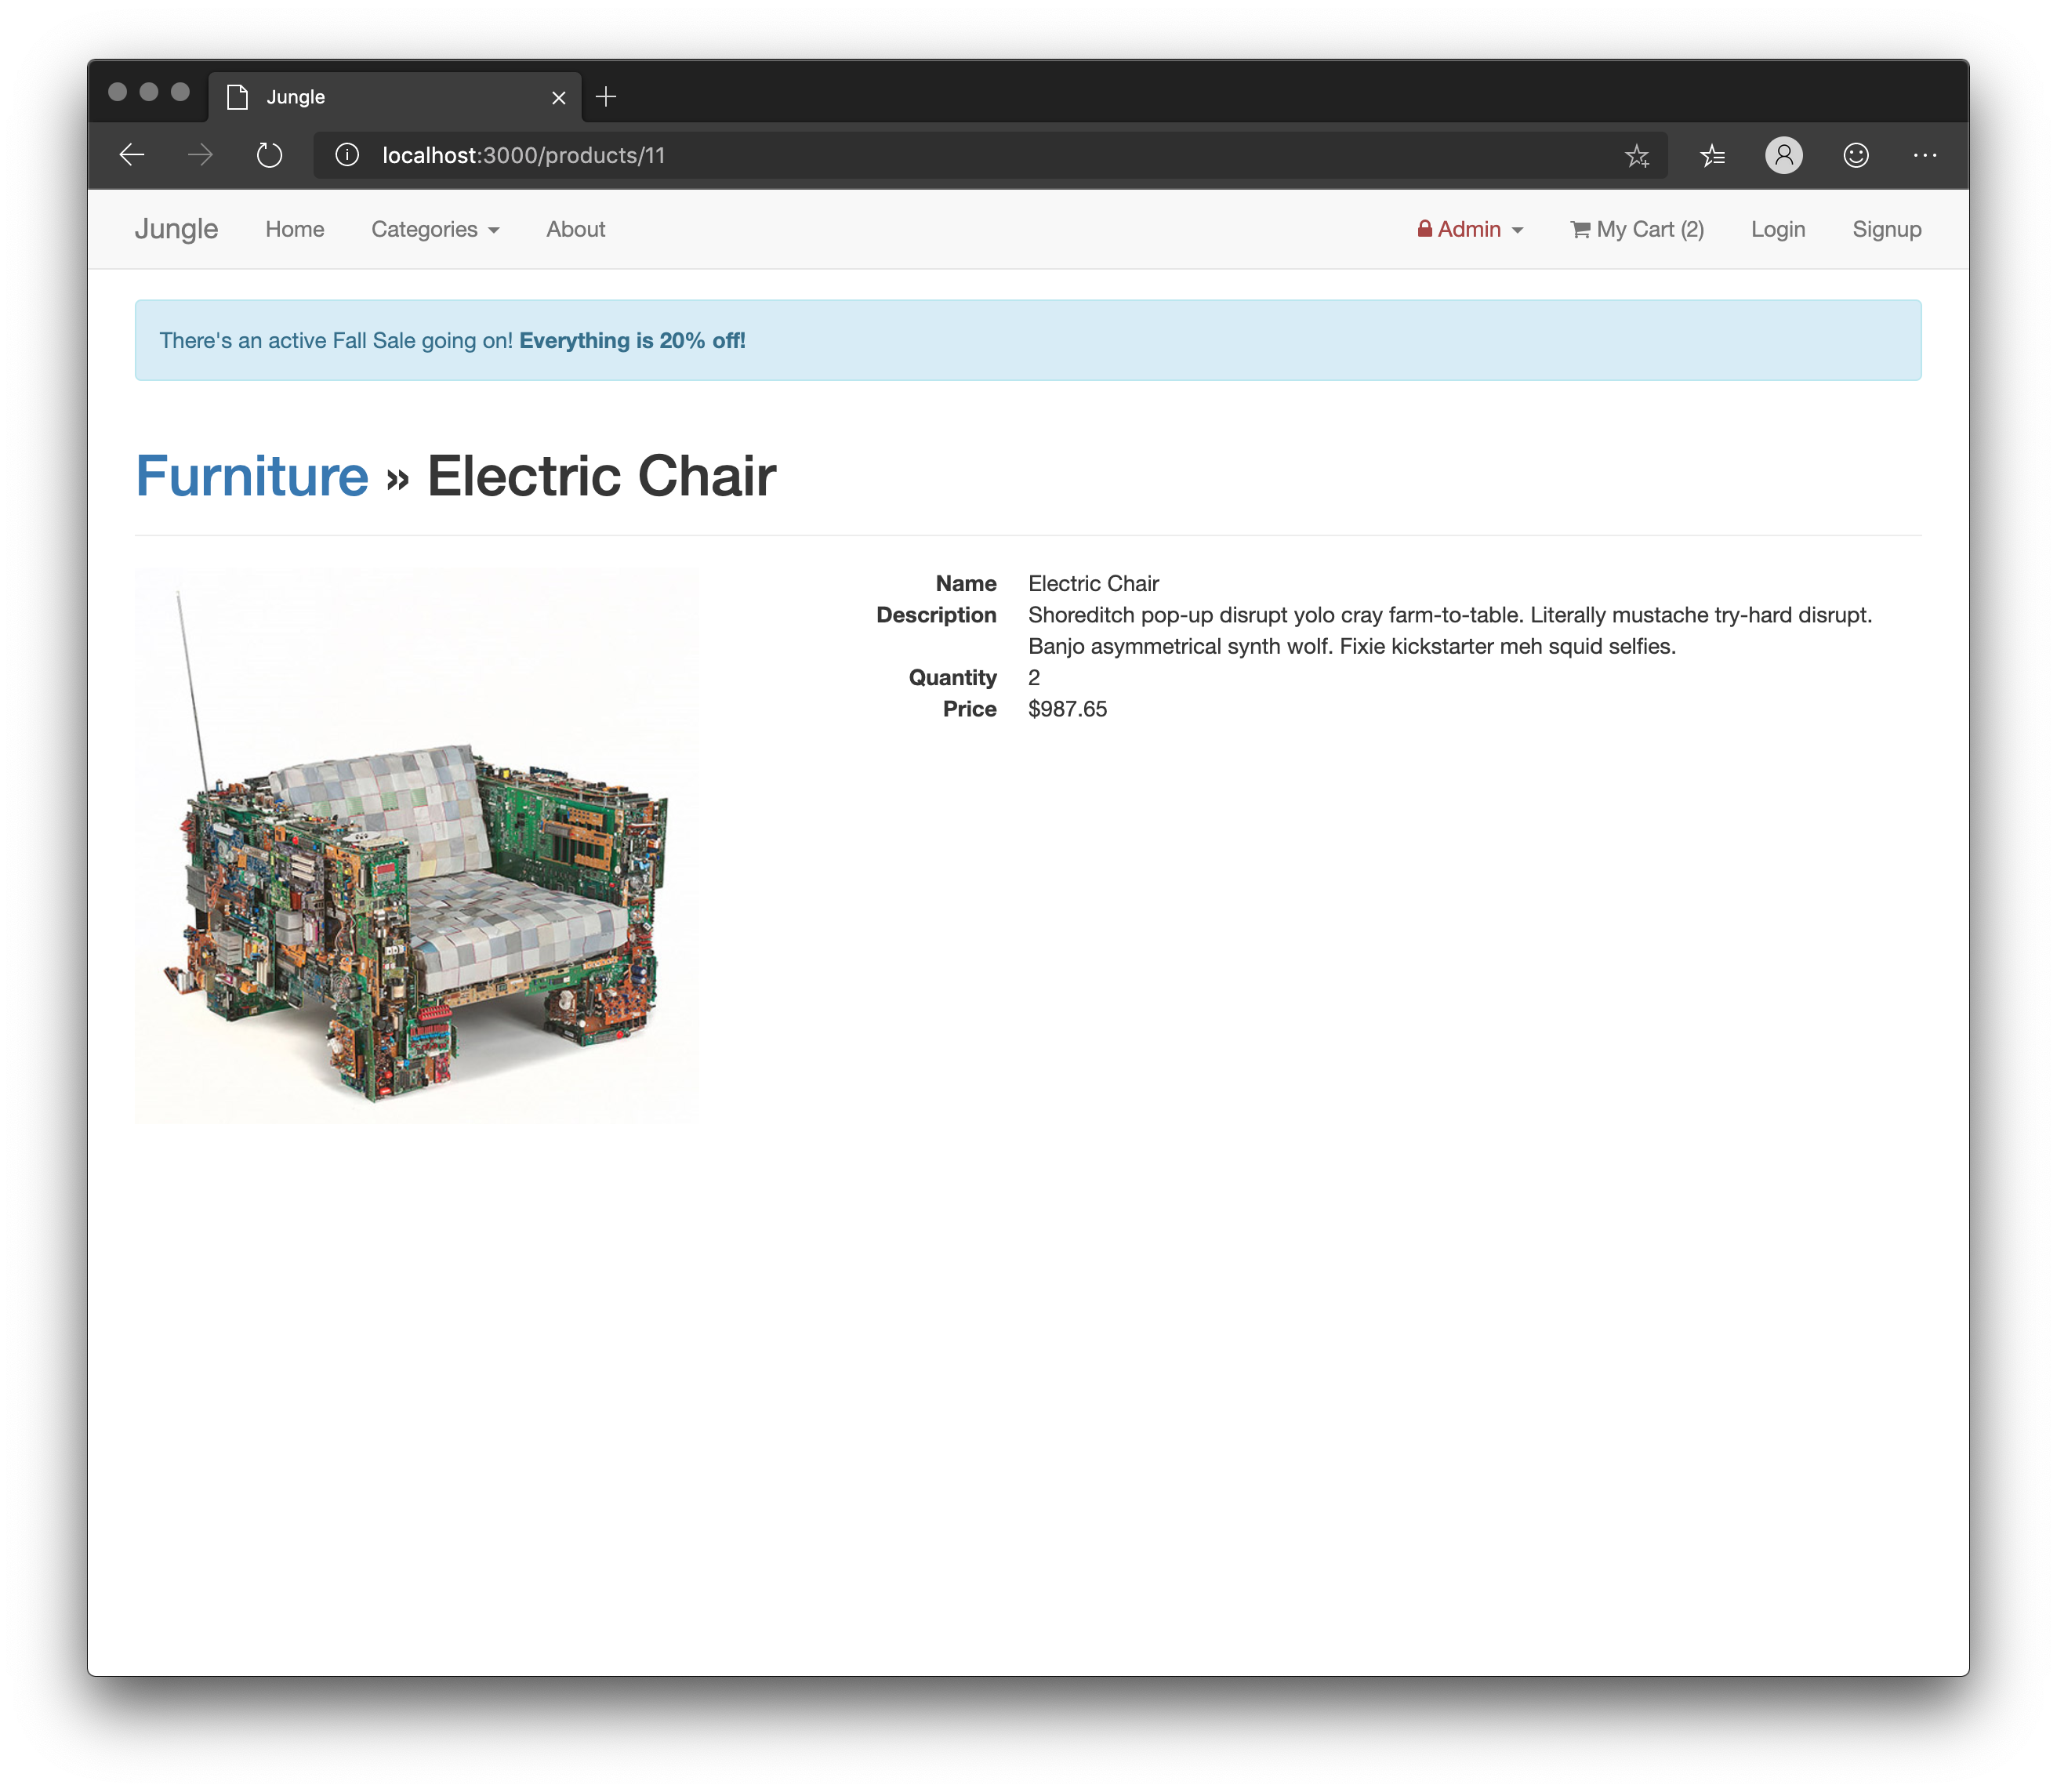 Jungle
localhost:3000/products/11
Jungle Home Categories About Admin My Cart (2) Login Signup
There's an active Fall Sale going on! Everything is 20% off!
Furniture » Electric Chair
Name Electric Chair
Description Shoreditch pop-up disrupt yolo cray farm-to-table. Literally mustache try-hard disrupt.
Banjo asymmetrical synth wolf. Fixie kickstarter meh squid selfies.
Quantity 2
Price $987.65